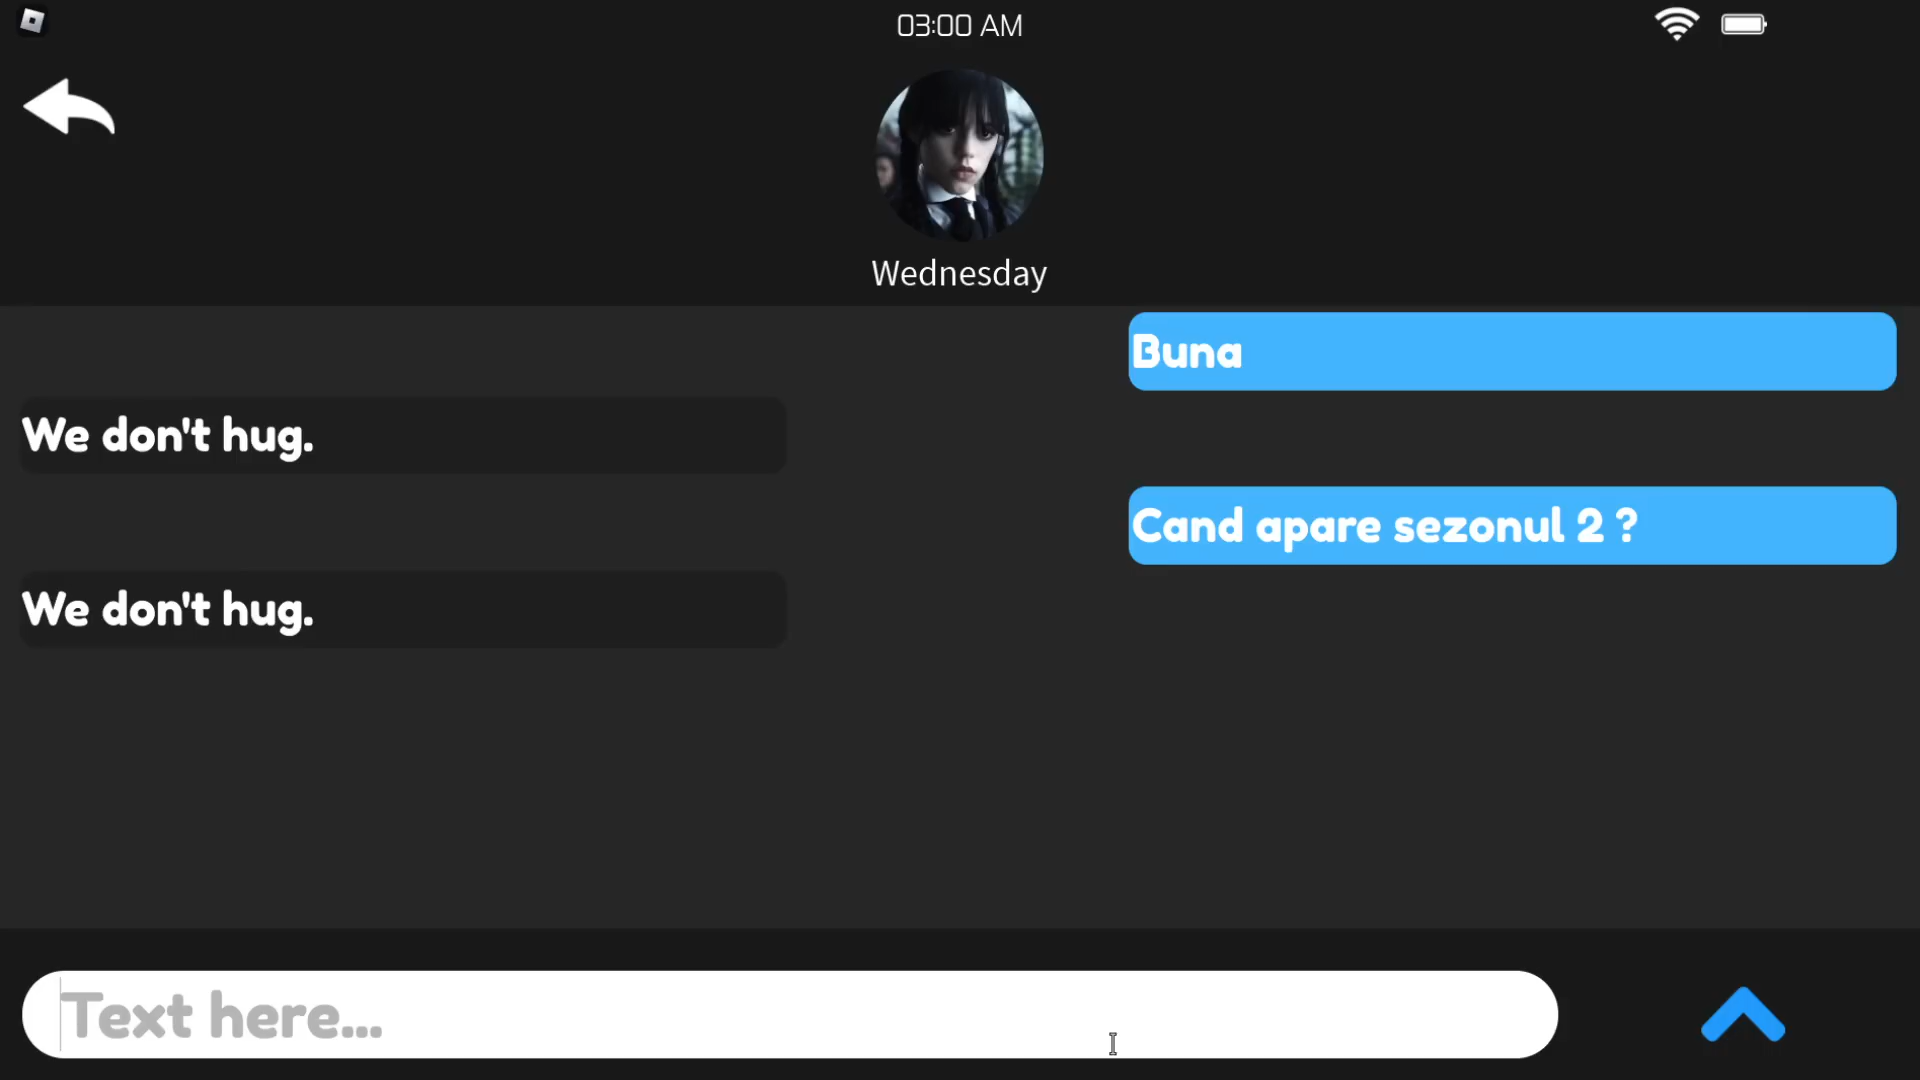 03:00 AM
Wednesday
Buna
We don't hug.
Cand apare sezonul 2 ?
We don't hug.
Text here...